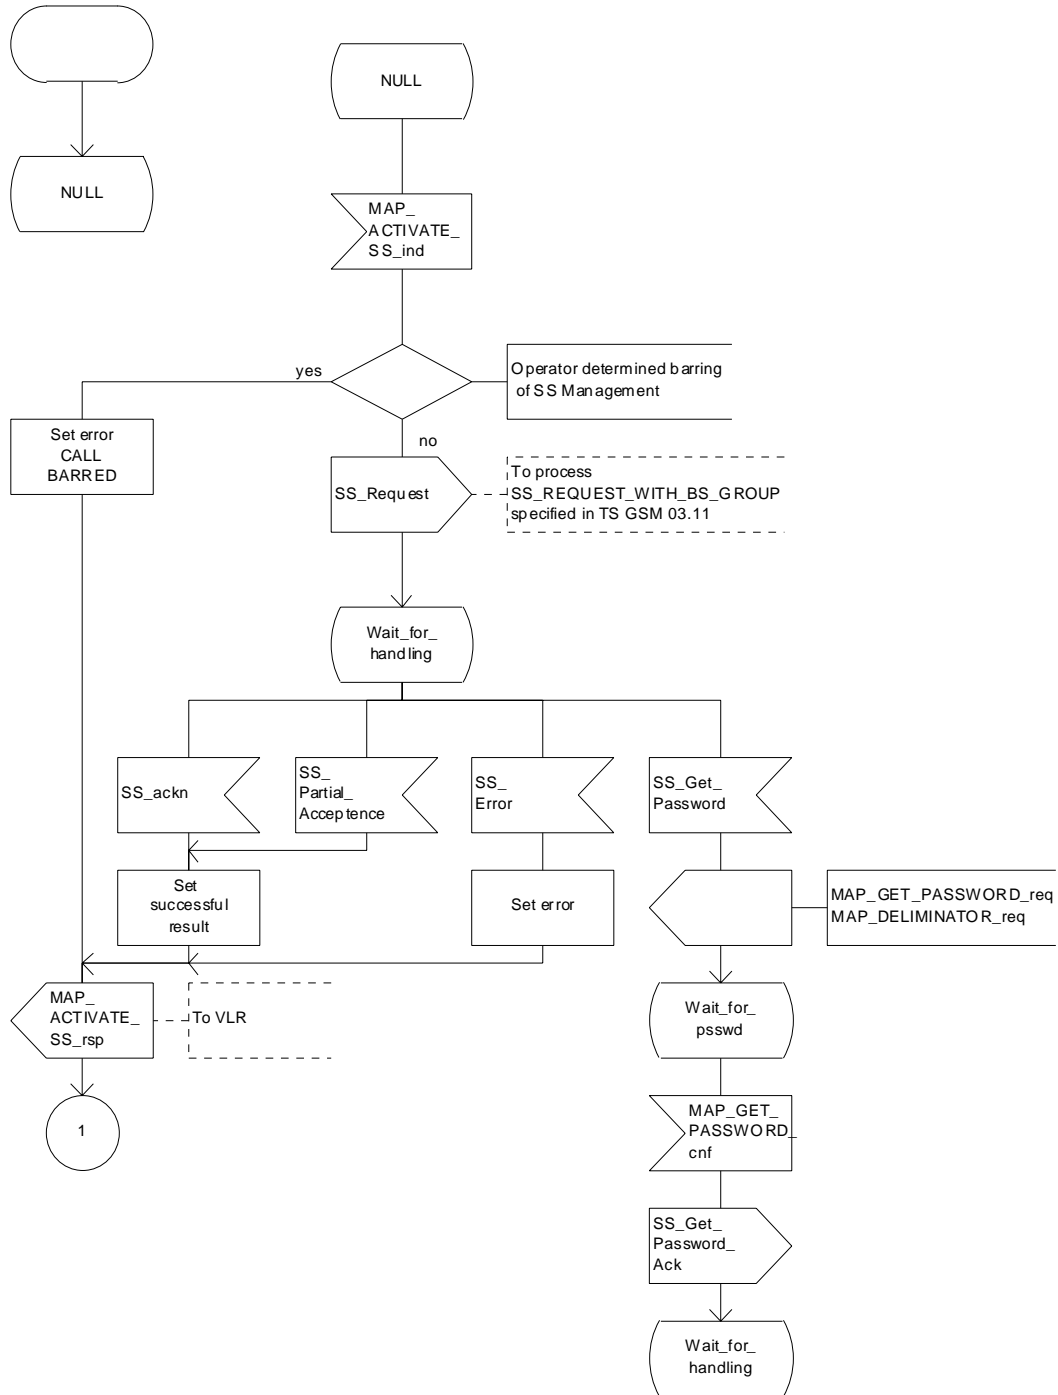 NULL
NULL
MAP_
ACTIVATE_
SS_ind
yes
Operator determined barring
of SS Management
Set error
CALL
BARRED
no
SS_Request
To process
SS_REQUEST_WITH_BS_GROUP
specified in TS GSM 03.11
Wait_for_
handling
SS_ackn
SS_
Partial_
Acceptence
SS_
Error
SS_Get_
Password
Set
successful
result
Set error
MAP_GET_PASSWORD_req
MAP_DELIMINATOR_req
MAP_
ACTIVATE_
SS_rsp
To VLR
Wait_for_
psswd
1
MAP_GET_
PASSWORD_
cnf
SS_Get_
Password_
Ack
Wait_for_
handling